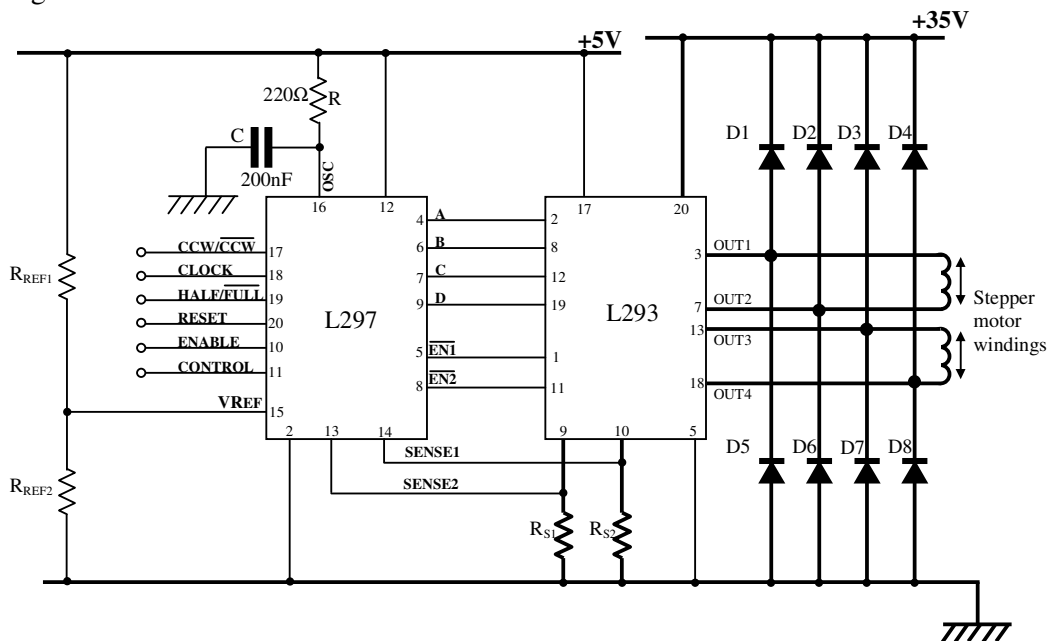 +35V
+5V
220Ω
R
C
200nF
OSC
D1
D2
D3
D4
16
12
17
20
4
A
2
6
B
8
7
C
12
9
D
19
5
EN1
1
8
EN2
11
CCW/CCW
17
CLOCK
18
HALF/FULL
19
RESET
20
ENABLE
10
CONTROL
11
VREF
15
RREF1
RREF2
L297
L293
3
OUT1
7
OUT2
13
OUT3
18
OUT4
Stepper
motor
windings
2
13
14
9
10
5
SENSE1
SENSE2
RS1
RS2
D5
D6
D7
D8